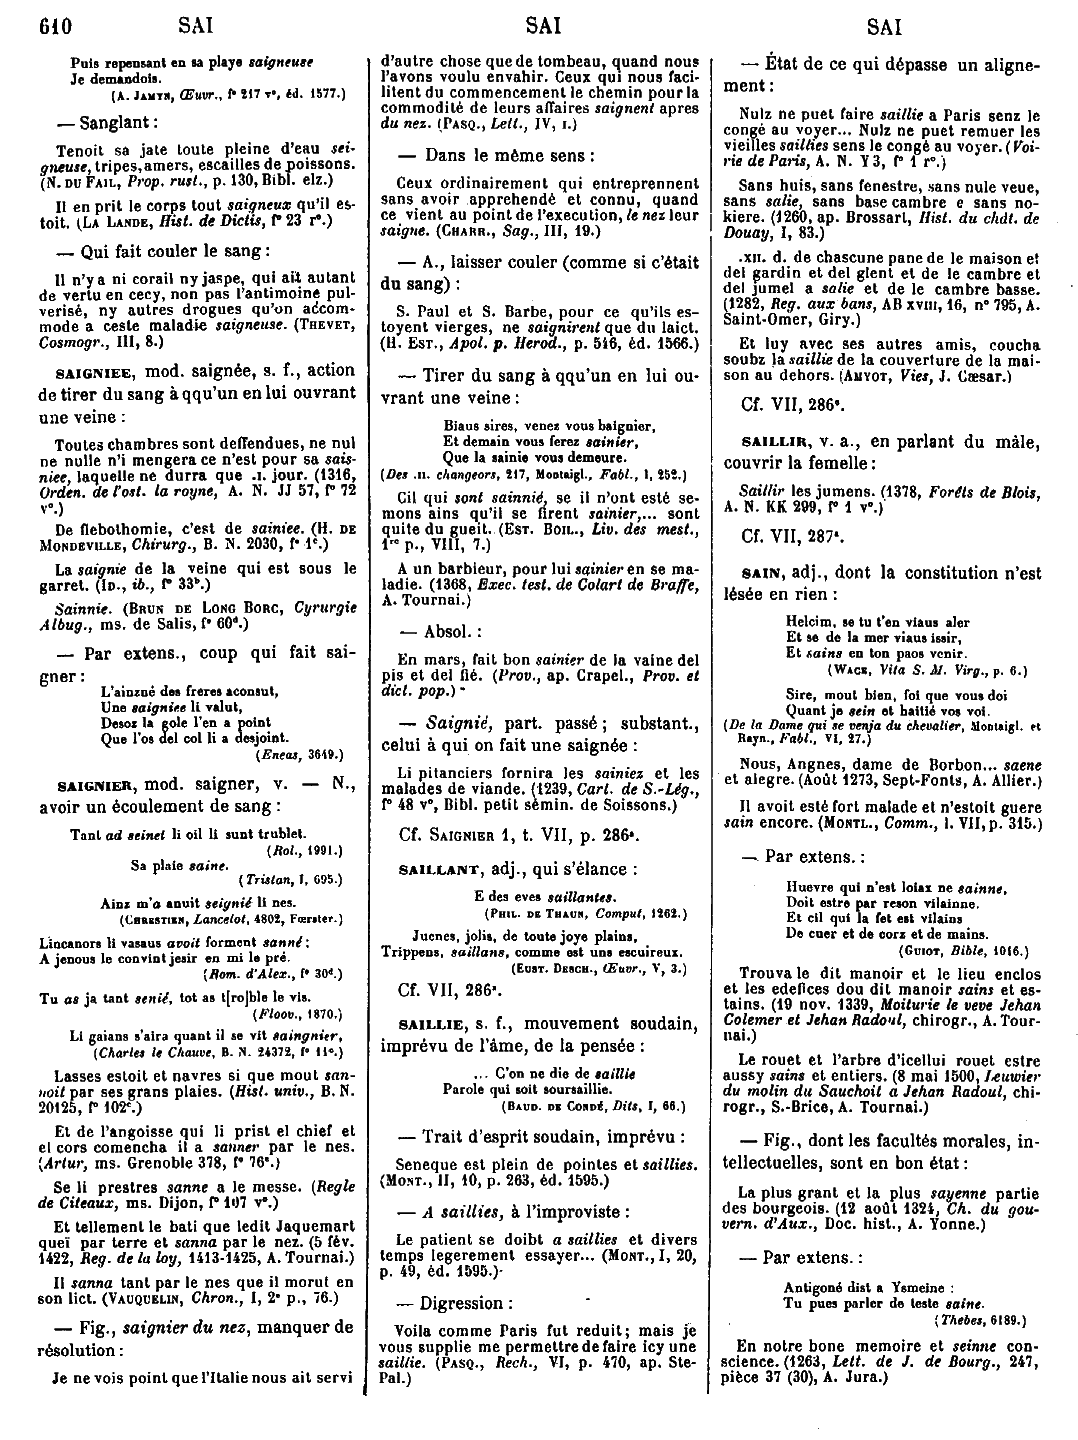 610 SAI SAI SAI
Puis repensant en sa playe saigneuse
Je demandois.
(A. JAMYN, Œuvr., f° 217 v°, éd. 1577.)
— Sanglant :
Tenoit sa jate toute pleine d'eau sei-
gneuse, tripes, amers, escailles de poissons.
(N. DU FAIL, Prop. rust., p. 130, Bibl. elz.)
Il en prit le corps tout saigneux qu'il es-
toit. (LA LANDE, Hist. de Dictis, f° 23 r°.)
— Qui fait couler le sang :
Il n'y a ni corail ny jaspe, qui ait autant
de vertu en cecy, non pas l'antimoine pul-
verisé, ny autres drogues qu'on accom-
mode a ceste maladie saigneuse. (THEVET,
Cosmogr., III, 8.)
SAIGNIEE, mod. saignée, s. f., action
de tirer du sang à qqu'un en lui ouvrant
une veine :
Toutes chambres sont deffendues, ne nul
ne nulle n'i mengera ce n'est pour sa sais-
niee, laquelle ne durra que .I. jour. (1316,
Orden. de l'ost. la royne, A. N. JJ 57, f° 72
v°.)
De flebothomie, c'est de sainiee. (H. DE
MONDEVILLE, Chirurg., B. N. 2030, f° 1ᶜ.)
La saignie de la veine qui est sous le
garret. (ID., ib., f° 33ᵇ.)
Sainnie. (BRUN DE LONG BORC, Cyrurgie
Albug., ms. de Salis, f° 60ᵈ.)
— Par extens., coup qui fait sai-
gner :
L'ainzné des freres aconsut,
Une saigniee li valut,
Desoz la gole l'en a point
Que l'os del col li a desjoint.
(Eneas, 3649.)
SAIGNIER, mod. saigner, v. — N.,
avoir un écoulement de sang :
Tant ad seinet li oil li sunt trublet.
(Rol., 1991.)
Sa plaie saine.
(Tristan, I, 695.)
Ainz m'a anuit seignié li nes.
(CHRESTIEN, Lancelot, 4802, Fœrster.)
Lincanors li vasaus avoit forment sanné ;
A jenous le convint jesir en mi le pré.
(Rom. d'Alex., f° 30ᵈ.)
Tu as ja tant senié, tot as t[ro]ble le vis.
(Floov., 1870.)
Li gaians s'aira quant il se vit saingnier,
(Charles le Chauve, B. N. 24372, f° 11°.)
Lasses estoit et navres si que mout san-
noit par ses grans plaies. (Hist. univ., B. N.
20125, f° 102ᶜ.)
Et de l'angoisse qui li prist el chief et
el cors comencha il a sanner par le nes.
(Artur, ms. Grenoble 378, f° 76ᵃ.)
Se li prestres sanne a le messe. (Regle
de Citeaux, ms. Dijon, f° 107 v°.)
Et tellement le bati que ledit Jaquemart
queï par terre et sanna par le nez. (5 fév.
1422, Reg. de la loy, 1413-1425, A. Tournai.)
Il sanna tant par le nes que il morut en
son lict. (VAUQUELIN, Chron., I, 2ᵉ p., 76.)
— Fig., saignier du nez, manquer de
résolution :
Je ne vois point que l'Italie nous ait servi
d'autre chose que de tombeau, quand nous
l'avons voulu envahir. Ceux qui nous faci-
litent du commencement le chemin pour la
commodité de leurs affaires saignent apres
du nez. (PASQ., Lett., IV, I.)
— Dans le même sens :
Ceux ordinairement qui entreprennent
sans avoir apprehendé et connu, quand
ce vient au point de l'execution, le nez leur
saigne. (CHARR., Sag., III, 19.)
— A., laisser couler (comme si c'était
du sang) :
S. Paul et S. Barbe, pour ce qu'ils es-
toyent vierges, ne saignirent que du laict.
(H. EST., Apol. p. Herod., p. 516, éd. 1566.)
— Tirer du sang à qqu'un en lui ou-
vrant une veine :
Biaus sires, venez vous baignier,
Et demain vous ferez sainier,
Que la sainie vous demeure.
(Des .II. changeors, 217, Montaigl., Fabl., I, 252.)
Cil qui sont sainnié, se il n'ont esté se-
mons ains qu'il se firent sainier,... sont
quite du gueit. (EST. BOIL., Liv. des mest.,
1ʳᵉ p., VIII, 7.)
A un barbieur, pour lui sainier en se ma-
ladie. (1368, Exec. test. de Colart de Braffe,
A. Tournai.)
— Absol. :
En mars, fait bon sainier de la vaine del
pis et del fié. (Prov., ap. Crapel., Prov. et
dict. pop.)
— Saignié, part. passé ; substant.,
celui à qui on fait une saignée :
Li pitanciers fornira les sainiez et les
malades de viande. (1239, Cart. de S.-Lég.,
f° 48 v°, Bibl. petit sémin. de Soissons.)
Cf. SAIGNIER 1, t. VII, p. 286ᵃ.
SAILLANT, adj., qui s'élance :
E des eves saillantes.
(PHIL. DE THAUN, Comput, 1262.)
Juenes, jolis, de toute joye plains,
Trippens, saillans, comme est uns escuireux.
(EUST. DESCH., Œuvr., V, 3.)
Cf. VII, 286ᵃ.
SAILLIE, s. f., mouvement soudain,
imprévu de l'âme, de la pensée :
... C'on ne die de saillie
Parole qui soit soursaillie.
(BAUD. DE CONDÉ, Dits, I, 66.)
— Trait d'esprit soudain, imprévu :
Seneque est plein de pointes et saillies.
(MONT., II, 10, p. 263, éd. 1595.)
— A saillies, à l'improviste :
Le patient se doibt a saillies et divers
temps legerement essayer... (MONT., I, 20,
p. 49, éd. 1595.)
— Digression :
Voila comme Paris fut reduit ; mais je
vous supplie me permettre de faire icy une
saillie. (PASQ., Rech., VI, p. 470, ap. Ste-
Pal.)
— État de ce qui dépasse un aligne-
ment :
Nulz ne puet faire saillie a Paris senz le
congé au voyer... Nulz ne puet remuer les
vieilles saillies sens le congé au voyer. (Voi-
rie de Paris, A. N. Y 3, f° 1 r°.)
Sans huis, sans fenestre, sans nule veue,
sans salie, sans base cambre e sans no-
kiere. (1260, ap. Brossart, Hist. du chât. de
Douay, I, 83.)
.XII. d. de chascune pane de le maison et
del gardin et del glent et de le cambre et
del jumel a salie et de le cambre basse.
(1282, Reg. aux bans, AB XVIII, 16, n° 795, A.
Saint-Omer, Giry.)
Et luy avec ses autres amis, coucha
soubz la saillie de la couverture de la mai-
son au dehors. (AMYOT, Vies, J. Cæsar.)
Cf. VII, 286ᵉ.
SAILLIR, v. a., en parlant du mâle,
couvrir la femelle :
Saillir les jumens. (1378, Forêts de Blois,
A. N. KK 299, f° 1 v°.)
Cf. VII, 287ᵃ.
SAIN, adj., dont la constitution n'est
lésée en rien :
Helcim, se tu t'en viaus aler
Et se de la mer viaus issir,
Et sains en ton paos venir.
(WACE, Vita S. M. Virg., p. 6.)
Sire, mout bien, foi que vous doi
Quant je sein et haitié vos voi.
(De la Dame qui se venja du chevalier, Montaigl. et
Rayn., Fabl., VI, 27.)
Nous, Angnes, dame de Borbon... saene
et alegre. (Août 1273, Sept-Fonts, A. Allier.)
Il avoit esté fort malade et n'estoit guere
sain encore. (MONTL., Comm., l. VII, p. 315.)
— Par extens. :
Huevre qui n'est loiax ne sainne,
Doit estre par reson vilainne.
Et cil qui la fet est vilains
De cuer et de corz et de mains.
(GUIOT, Bible, 1016.)
Trouva le dit manoir et le lieu enclos
et les edefices dou dit manoir sains et es-
tains. (19 nov. 1339, Moiturie le veve Jehan
Colemer et Jehan Radoul, chirogr., A. Tour-
nai.)
Le rouet et l'arbre d'icellui rouet estre
aussy sains et entiers. (8 mai 1500, Leuwier
du molin du Sauchoit a Jehan Radoul, chi-
rogr., S.-Brice, A. Tournai.)
— Fig., dont les facultés morales, in-
tellectuelles, sont en bon état :
La plus grant et la plus sayenne partie
des bourgeois. (12 août 1324, Ch. du gou-
vern. d'Aux., Doc. hist., A. Yonne.)
— Par extens. :
Antigoné dist a Ysmeine :
Tu pues parler de teste saine.
(Thebes, 6189.)
En notre bone memoire et seinne con-
science. (1263, Lett. de J. de Bourg., 247,
pièce 37 (30), A. Jura.)